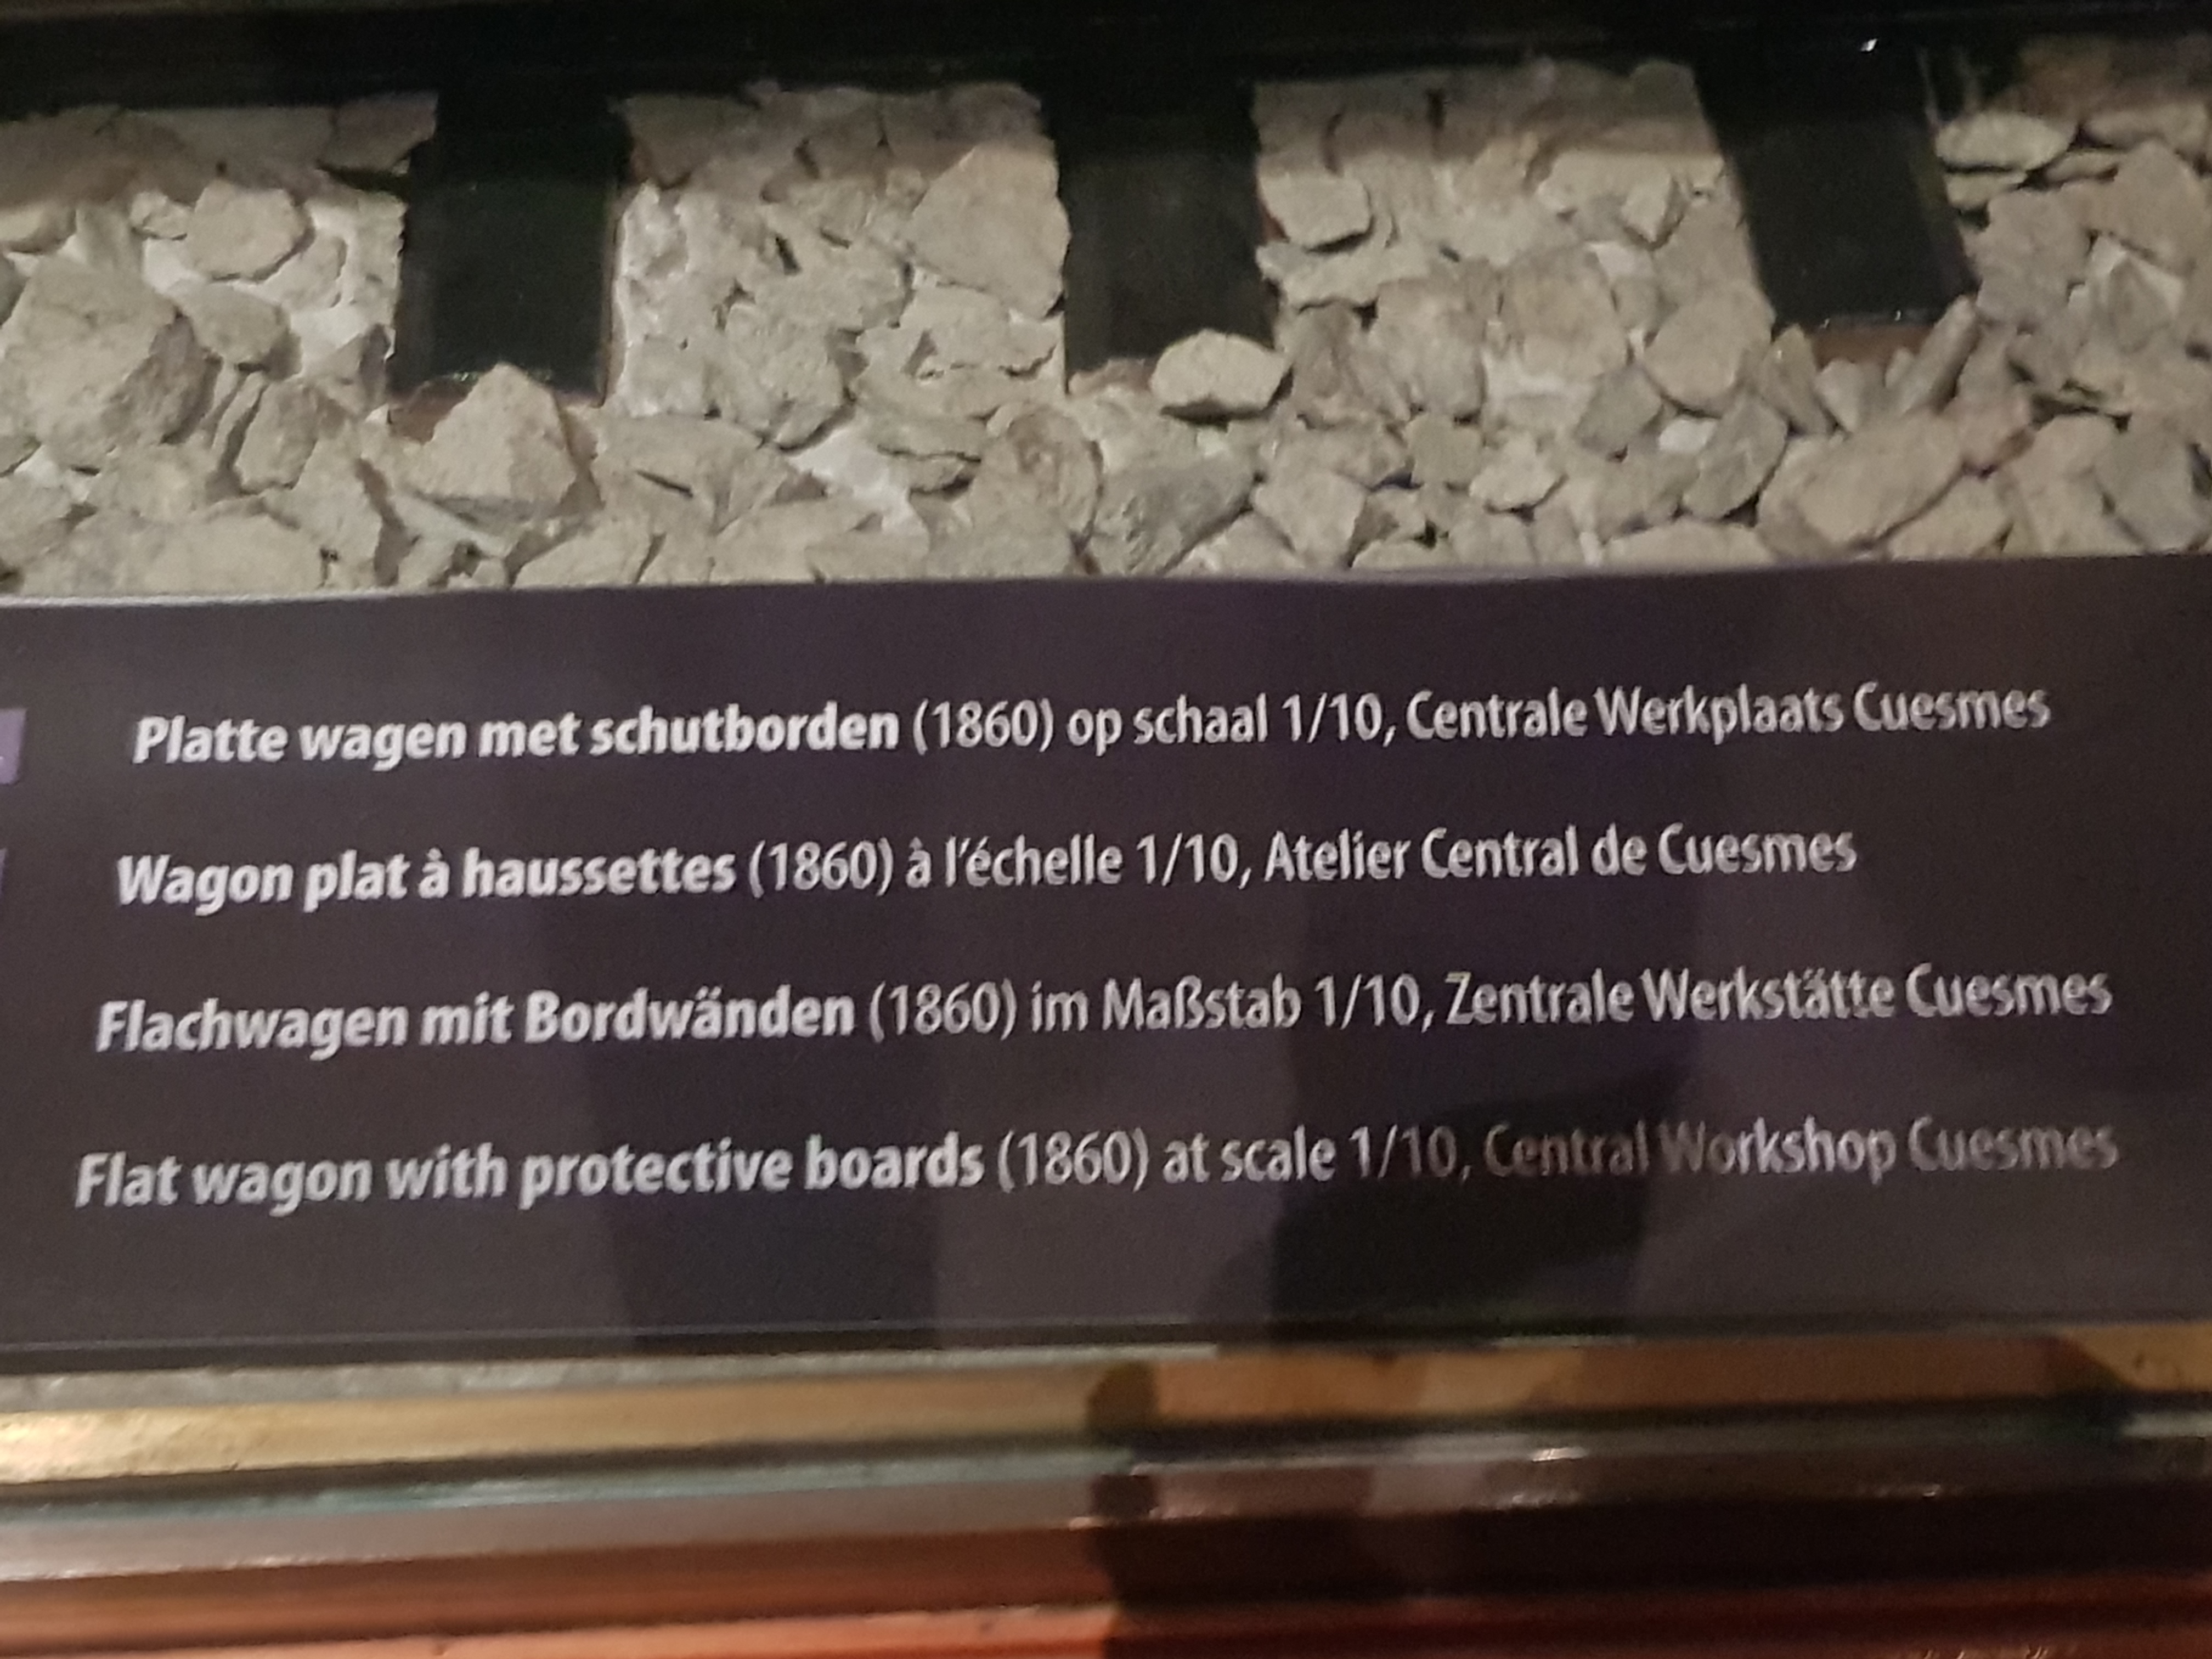 Platte wagen met schutborden (1860) op schaal 1/10, Centrale Werkplaats Cuesmes
Wagon plat à haussettes (1860) à l'échelle 1/10, Atelier Central de Cuesmes
Flachwagen mit Bordwänden (1860) im Maßstab 1/10, Zentrale Werkstätte Cuesmes
Flat wagon with protective boards (1860) at scale 1/10, Central Workshop Cuesmes